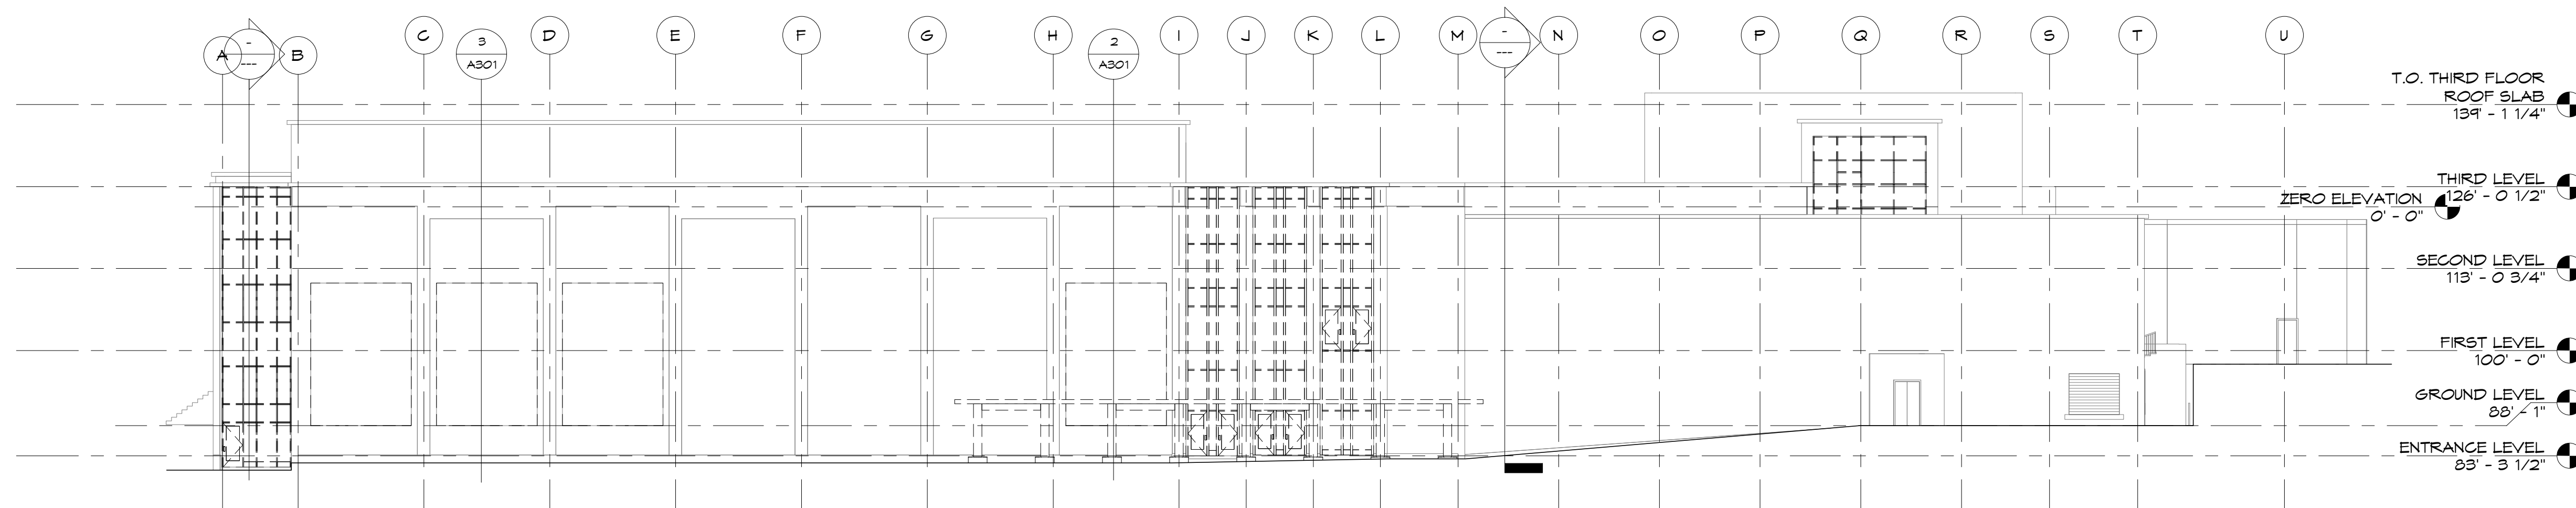 A
-
---
B
C
3
A301
D
E
F
G
H
2
A301
I
J
K
L
M
-
---
N
O
P
Q
R
S
T
U
T.O. THIRD FLOOR
ROOF SLAB
139' - 1 1/4"
THIRD LEVEL
126' - 0 1/2"
ZERO ELEVATION
0' - 0"
SECOND LEVEL
113' - 0 3/4"
FIRST LEVEL
100' - 0"
GROUND LEVEL
88' - 1"
ENTRANCE LEVEL
83' - 3 1/2"